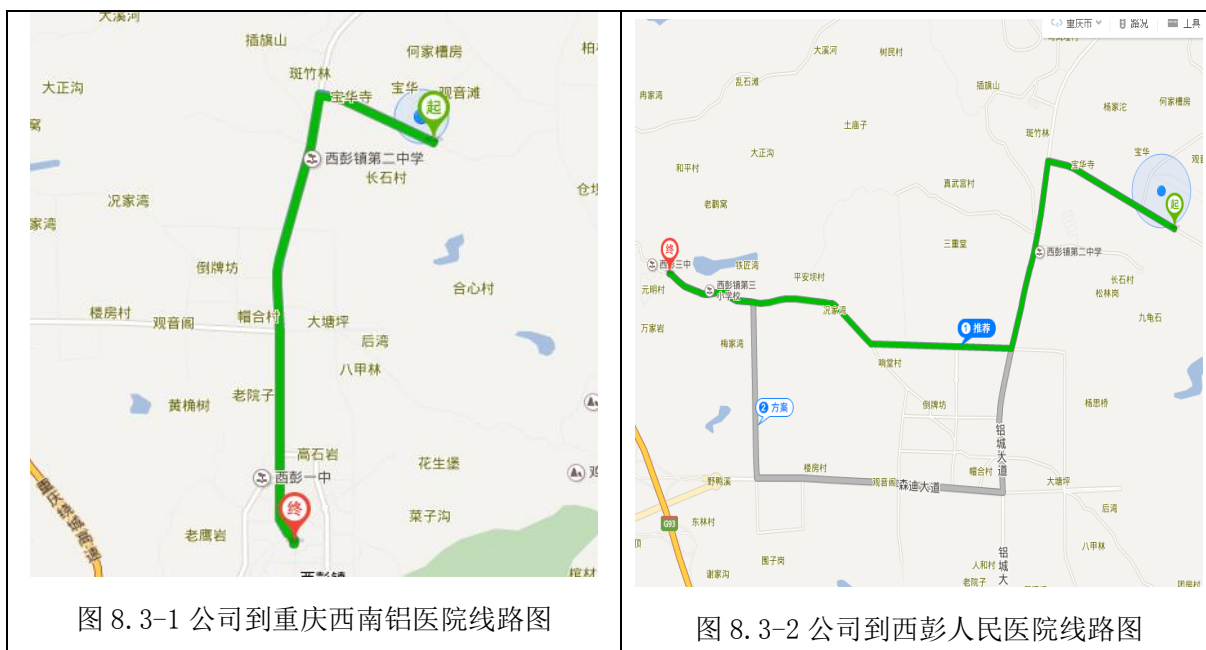 大溪河
插旗山
何家槽房
斑竹林
大正沟
宝华
观音滩
宝华寺
起
西彭镇第二中学
长石村
况家湾
家湾
倒牌坊
合心村
楼房村
观音阁
帽合村
大塘坪
后湾
八甲林
老院子
黄桷树
高石岩
花生堡
西彭一中
终
菜子沟
老鹰岩
重庆绕城高速
图 8.3-1 公司到重庆西南铝医院线路图
重庆市
路况
工具
大溪河
树民村
插旗山
乱石滩
冉家湾
杨家沱
何家槽房
土庙子
斑竹林
大正沟
宝华
和平村
宝华寺
真武宫村
老鹳窝
起
三重堂
终
西彭镇第二中学
西彭三中
铁匠湾
平安坝村
长石村
元明村
西彭镇第三
小学校
松林岗
况家湾
九龟石
万家岩
1 推荐
梅家湾
响堂村
倒牌坊
杨思桥
2 方案
铝城大道
楼房村
帽合村
野鸭溪
观音阁
森迪大道
大塘坪
后湾
G93
东林村
围子岗
八甲林
人和村
铝城大
谢家沟
老院子
图 8.3-2 公司到西彭人民医院线路图